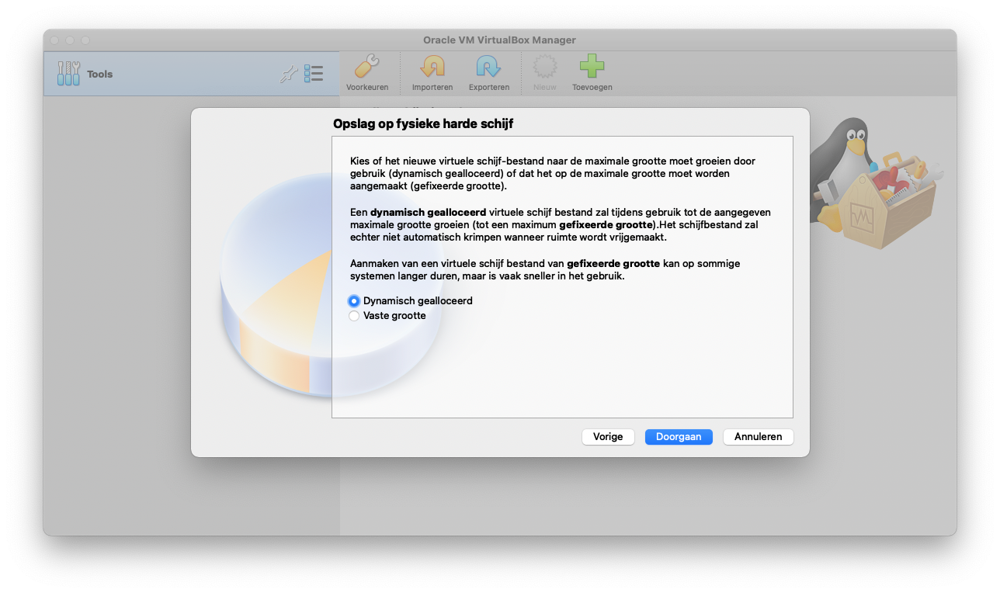 Oracle VM VirtualBox Manager
Tools
Voorkeuren
Importeren
Exporteren
Nieuw
Toevoegen
Opslag op fysieke harde schijf
Kies of het nieuwe virtuele schijf-bestand naar de maximale grootte moet groeien door
gebruik (dynamisch gealloceerd) of dat het op de maximale grootte moet worden
aangemaakt (gefixeerde grootte).
Een dynamisch gealloceerd virtuele schijf bestand zal tijdens gebruik tot de aangegeven
maximale grootte groeien (tot een maximum gefixeerde grootte).Het schijfbestand zal
echter niet automatisch krimpen wanneer ruimte wordt vrijgemaakt.
Aanmaken van een virtuele schijf bestand van gefixeerde grootte kan op sommige
systemen langer duren, maar is vaak sneller in het gebruik.
Dynamisch gealloceerd
Vaste grootte
Vorige
Doorgaan
Annuleren